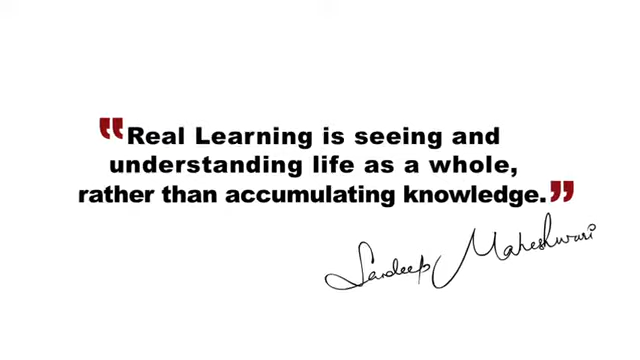 “Real Learning is seeing and
understanding life as a whole,
rather than accumulating knowledge.”
Sandeep Maheshwari